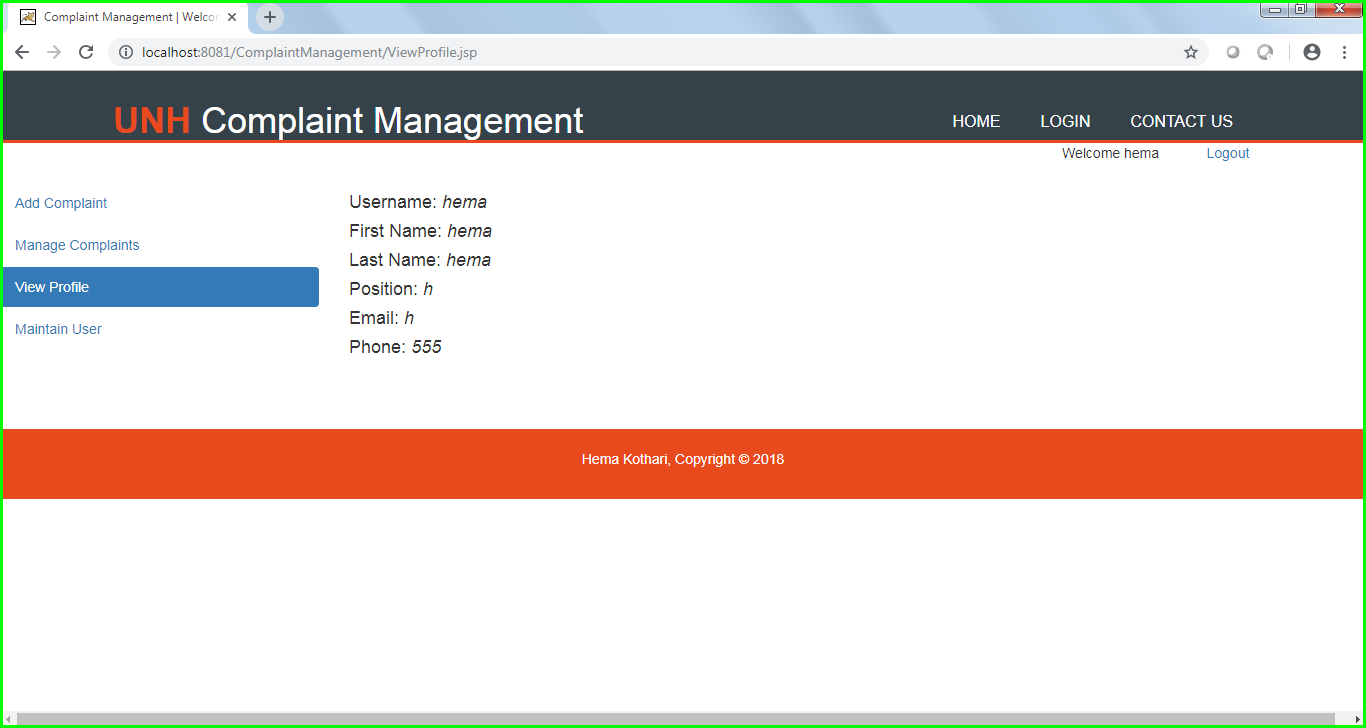 Complaint Management | Welcor
localhost:8081/ComplaintManagement/ViewProfile.jsp
UNH Complaint Management
HOME LOGIN CONTACT US
Welcome hema Logout
Add Complaint
Manage Complaints
View Profile
Maintain User
Username: hema
First Name: hema
Last Name: hema
Position: h
Email: h
Phone: 555
Hema Kothari, Copyright © 2018